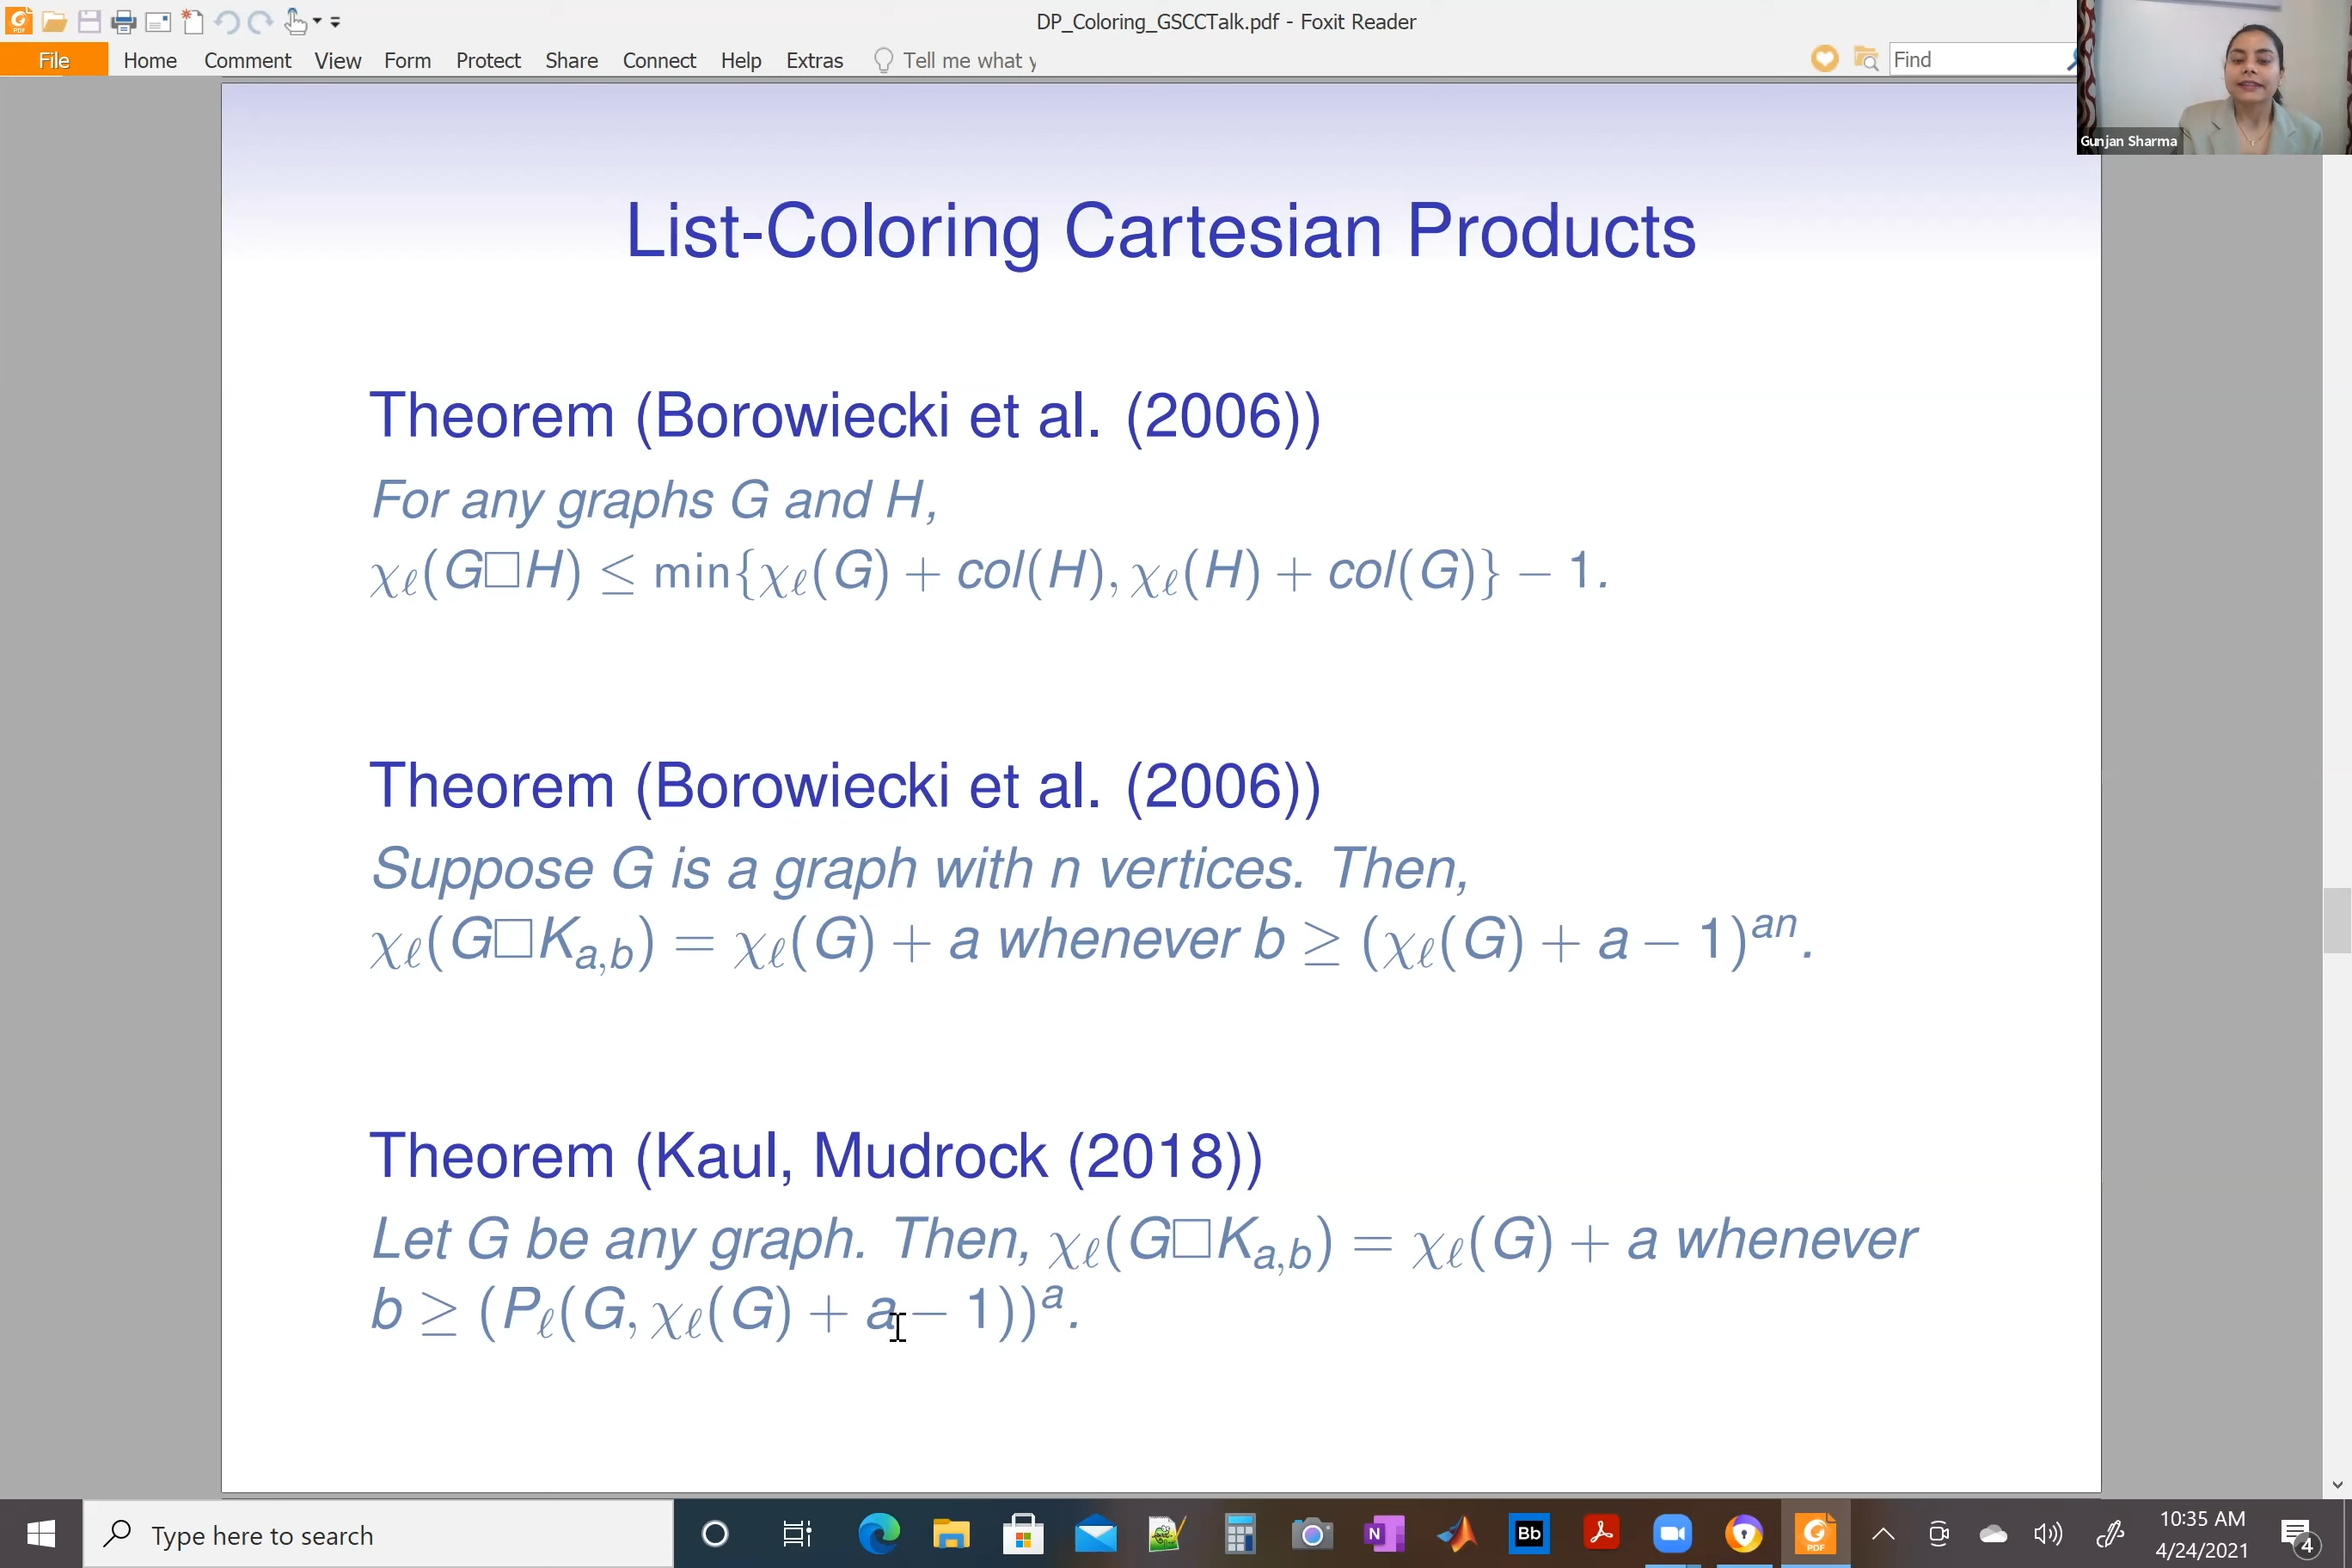 DP_Coloring_GSCCTalk.pdf - Foxit Reader
File Home Comment View Form Protect Share Connect Help Extras Tell me what y
Find
Gunjan Sharma
List-Coloring Cartesian Products
Theorem (Borowiecki et al. (2006))
For any graphs G and H,
χℓ(G□H) ≤ min{χℓ(G) + col(H), χℓ(H) + col(G)} − 1.
Theorem (Borowiecki et al. (2006))
Suppose G is a graph with n vertices. Then,
χℓ(G□K_{a,b}) = χℓ(G) + a whenever b ≥ (χℓ(G) + a − 1)^{an}.
Theorem (Kaul, Mudrock (2018))
Let G be any graph. Then, χℓ(G□K_{a,b}) = χℓ(G) + a whenever
b ≥ (Pℓ(G, χℓ(G) + a − 1))^a.
Type here to search
Bb
10:35 AM
4/24/2021
4